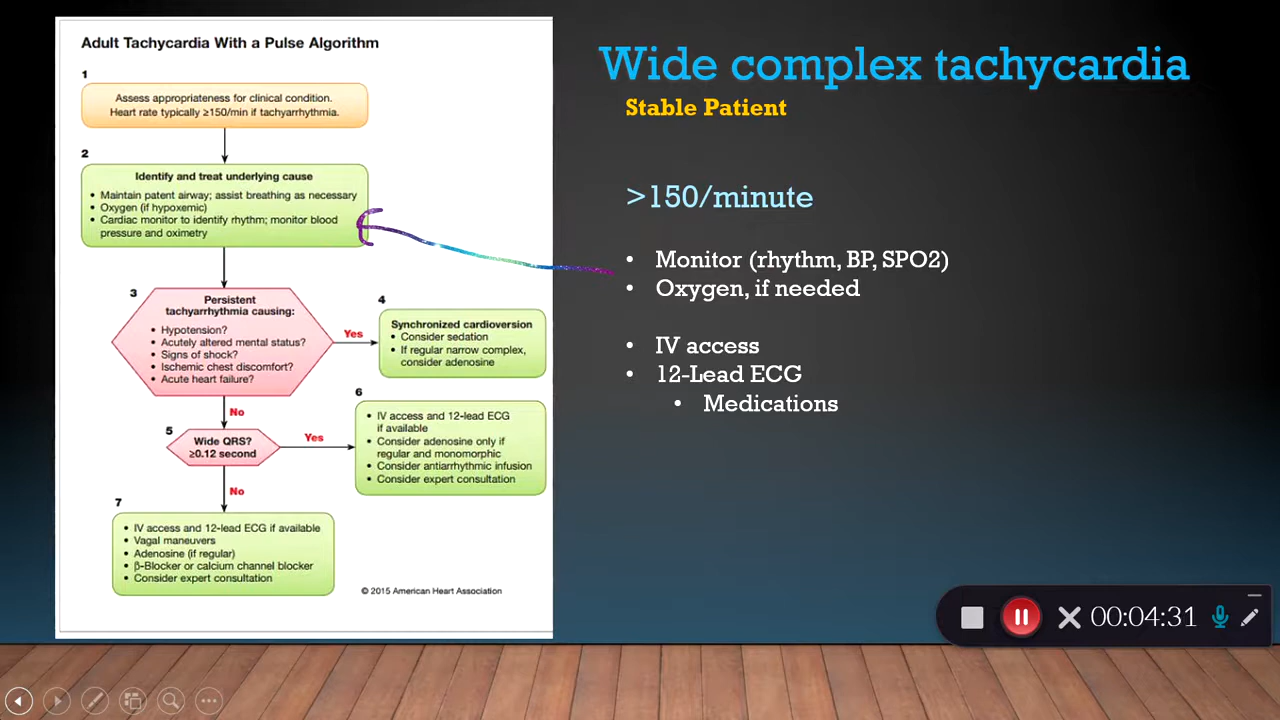 Adult Tachycardia With a Pulse Algorithm
1
Assess appropriateness for clinical condition.
Heart rate typically ≥150/min if tachyarrhythmia.
2
Identify and treat underlying cause
• Maintain patent airway; assist breathing as necessary
• Oxygen (if hypoxemic)
• Cardiac monitor to identify rhythm; monitor blood
pressure and oximetry
3
Persistent
tachyarrhythmia causing:
• Hypotension?
• Acutely altered mental status?
• Signs of shock?
• Ischemic chest discomfort?
• Acute heart failure?
Yes
4
Synchronized cardioversion
• Consider sedation
• If regular narrow complex,
consider adenosine
No
5
Wide QRS?
≥0.12 second
Yes
6
• IV access and 12-lead ECG
if available
• Consider adenosine only if
regular and monomorphic
• Consider antiarrhythmic infusion
• Consider expert consultation
No
7
• IV access and 12-lead ECG if available
• Vagal maneuvers
• Adenosine (if regular)
• β-Blocker or calcium channel blocker
• Consider expert consultation
© 2015 American Heart Association
Wide complex tachycardia
Stable Patient
>150/minute
• Monitor (rhythm, BP, SPO2)
• Oxygen, if needed
• IV access
• 12-Lead ECG
• Medications
00:04:31